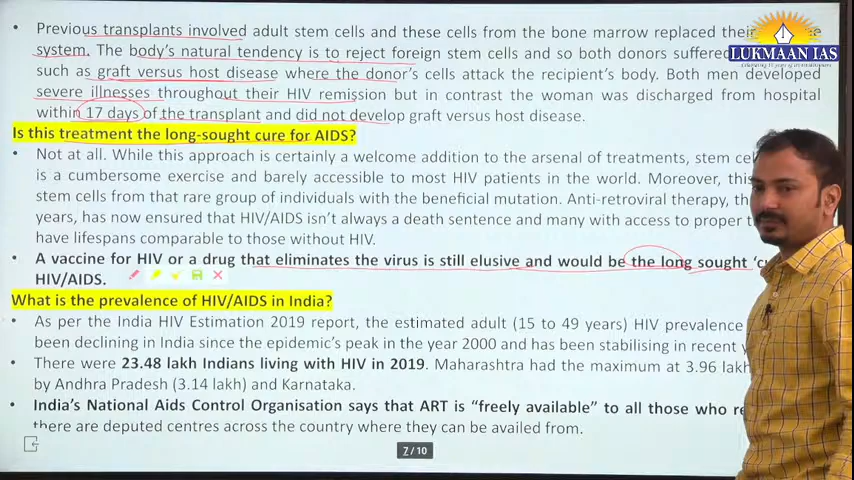 • Previous transplants involved adult stem cells and these cells from the bone marrow replaced their
system. The body's natural tendency is to reject foreign stem cells and so both donors suffered
such as graft versus host disease where the donor's cells attack the recipient's body. Both men developed
severe illnesses throughout their HIV remission but in contrast the woman was discharged from hospital
within 17 days of the transplant and did not develop graft versus host disease.
LUKMAAN IAS
Is this treatment the long-sought cure for AIDS?
• Not at all. While this approach is certainly a welcome addition to the arsenal of treatments, stem
is a cumbersome exercise and barely accessible to most HIV patients in the world. Moreover, this
stem cells from that rare group of individuals with the beneficial mutation. Anti-retroviral therapy,
years, has now ensured that HIV/AIDS isn't always a death sentence and many with access to proper
have lifespans comparable to those without HIV.
• A vaccine for HIV or a drug that eliminates the virus is still elusive and would be the long sought
HIV/AIDS.
What is the prevalence of HIV/AIDS in India?
• As per the India HIV Estimation 2019 report, the estimated adult (15 to 49 years) HIV prevalence
been declining in India since the epidemic's peak in the year 2000 and has been stabilising in recent
• There were 23.48 lakh Indians living with HIV in 2019. Maharashtra had the maximum at 3.96 lakh
by Andhra Pradesh (3.14 lakh) and Karnataka.
• India's National Aids Control Organisation says that ART is "freely available" to all those who
there are deputed centres across the country where they can be availed from.
7/10